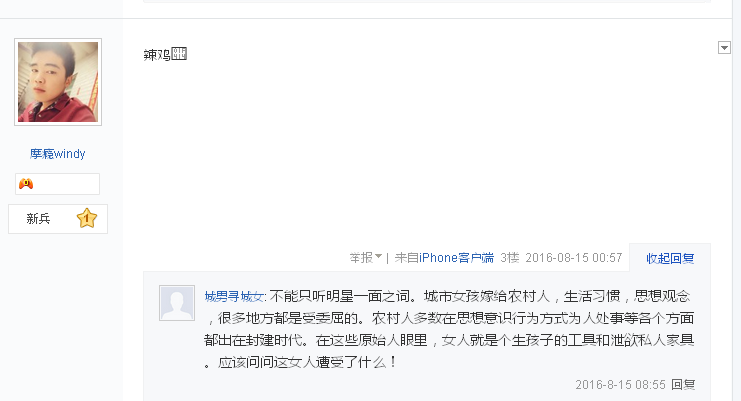 辣鸡
摩羯windy
新兵
1
举报 | 来自iPhone客户端 3楼 2016-08-15 00:57 收起回复
城男寻城女: 不能只听明星一面之词。城市女孩嫁给农村人，生活习惯，思想观念
，很多地方都是受委屈的。农村人多数在思想意识行为方式为人处事等各个方面
都出在封建时代。在这些原始人眼里，女人就是个生孩子的工具和泄欲私人家具
。应该问问这女人遭受了什么！
2016-8-15 08:55 回复